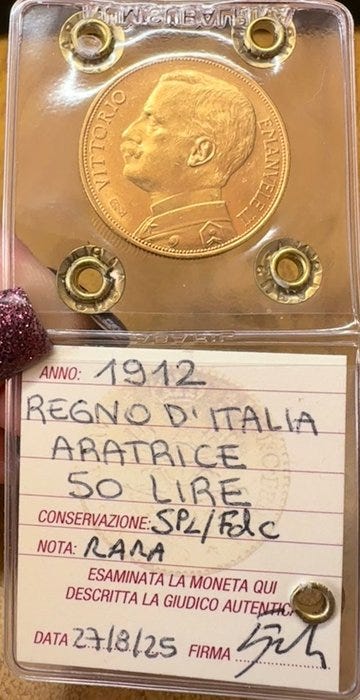 VITTORIO EMANUELE III
ANNO: 1912
REGNO D'ITALIA
ARATRICE
50 LIRE
CONSERVAZIONE: SPL/FdC
NOTA: RARA
ESAMINATA LA MONETA QUI
DESCRITTA LA GIUDICO AUTENTICA
DATA 27/8/25 FIRMA